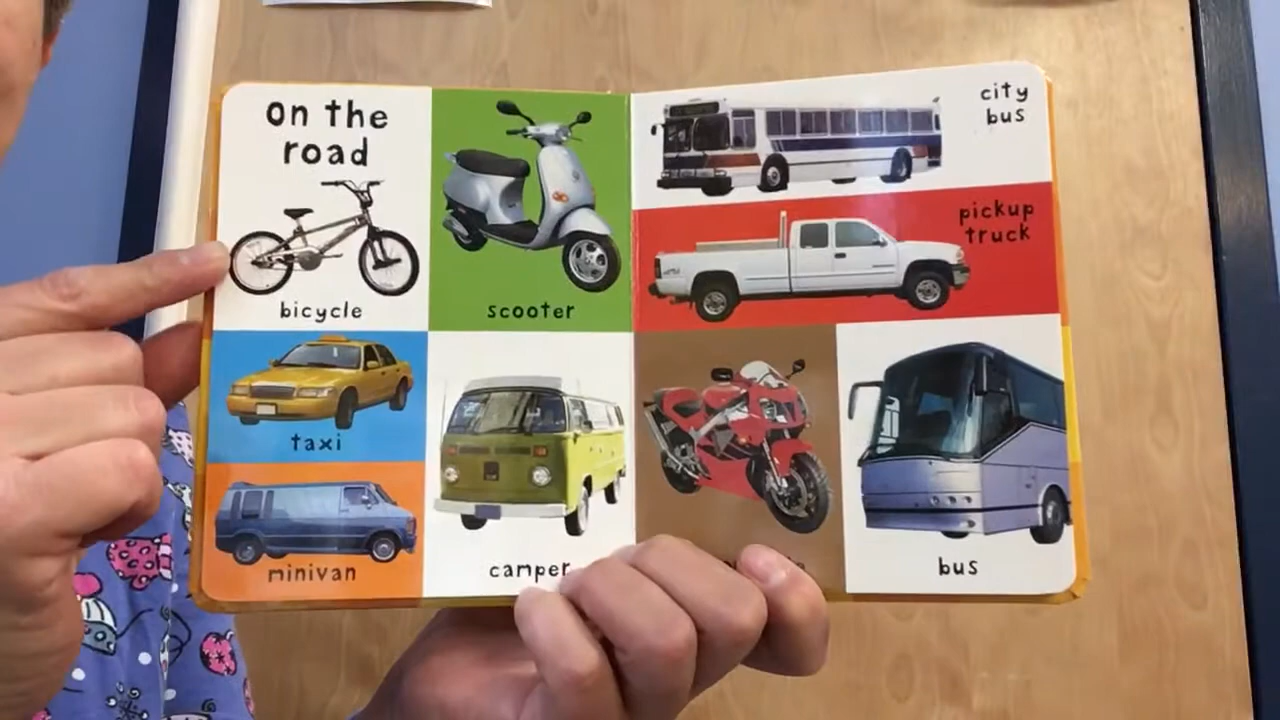 on the
road
bicycle
scooter
taxi
minivan
camper
city
bus
pickup
truck
bus